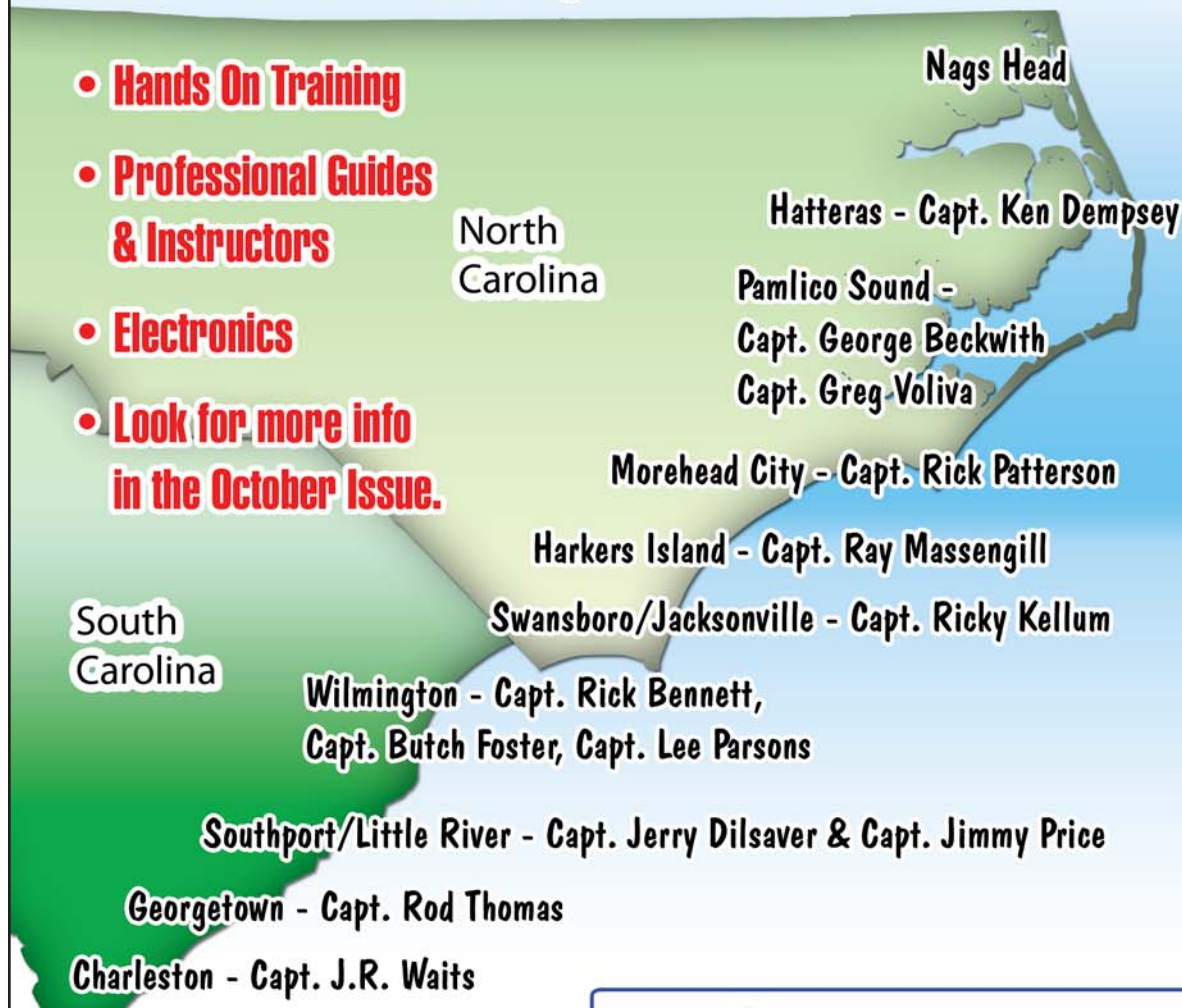 • Hands On Training
• Professional Guides
& Instructors
• Electronics
• Look for more info
in the October Issue.
North
Carolina
South
Carolina
Nags Head
Hatteras - Capt. Ken Dempsey
Pamlico Sound -
Capt. George Beckwith
Capt. Greg Voliva
Morehead City - Capt. Rick Patterson
Harkers Island - Capt. Ray Massengill
Swansboro/Jacksonville - Capt. Ricky Kellum
Wilmington - Capt. Rick Bennett,
Capt. Butch Foster, Capt. Lee Parsons
Southport/Little River - Capt. Jerry Dilsaver & Capt. Jimmy Price
Georgetown - Capt. Rod Thomas
Charleston - Capt. J.R. Waits